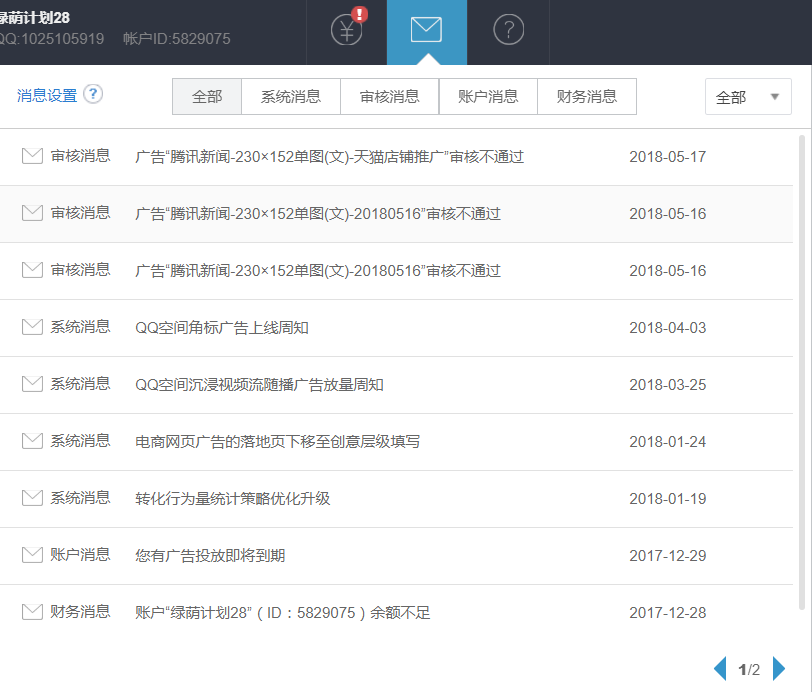 绿荫计划28
QQ:1025105919 帐户ID:5829075
¥ ! ?
消息设置 ? 全部 系统消息 审核消息 账户消息 财务消息 全部
审核消息 广告“腾讯新闻-230×152单图(文)-天猫店铺推广”审核不通过 2018-05-17
审核消息 广告“腾讯新闻-230×152单图(文)-20180516”审核不通过 2018-05-16
审核消息 广告“腾讯新闻-230×152单图(文)-20180516”审核不通过 2018-05-16
系统消息 QQ空间角标广告上线周知 2018-04-03
系统消息 QQ空间沉浸视频流随播广告放量周知 2018-03-25
系统消息 电商网页广告的落地页下移至创意层级填写 2018-01-24
系统消息 转化行为量统计策略优化升级 2018-01-19
账户消息 您有广告投放即将到期 2017-12-29
财务消息 账户“绿荫计划28”（ID：5829075）余额不足 2017-12-28
1/2